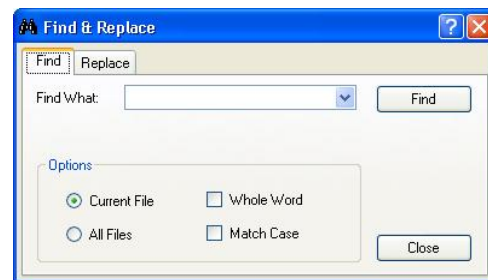 Find & Replace
Find Replace
Find What: Find
Options
Current File Whole Word
All Files Match Case
Close